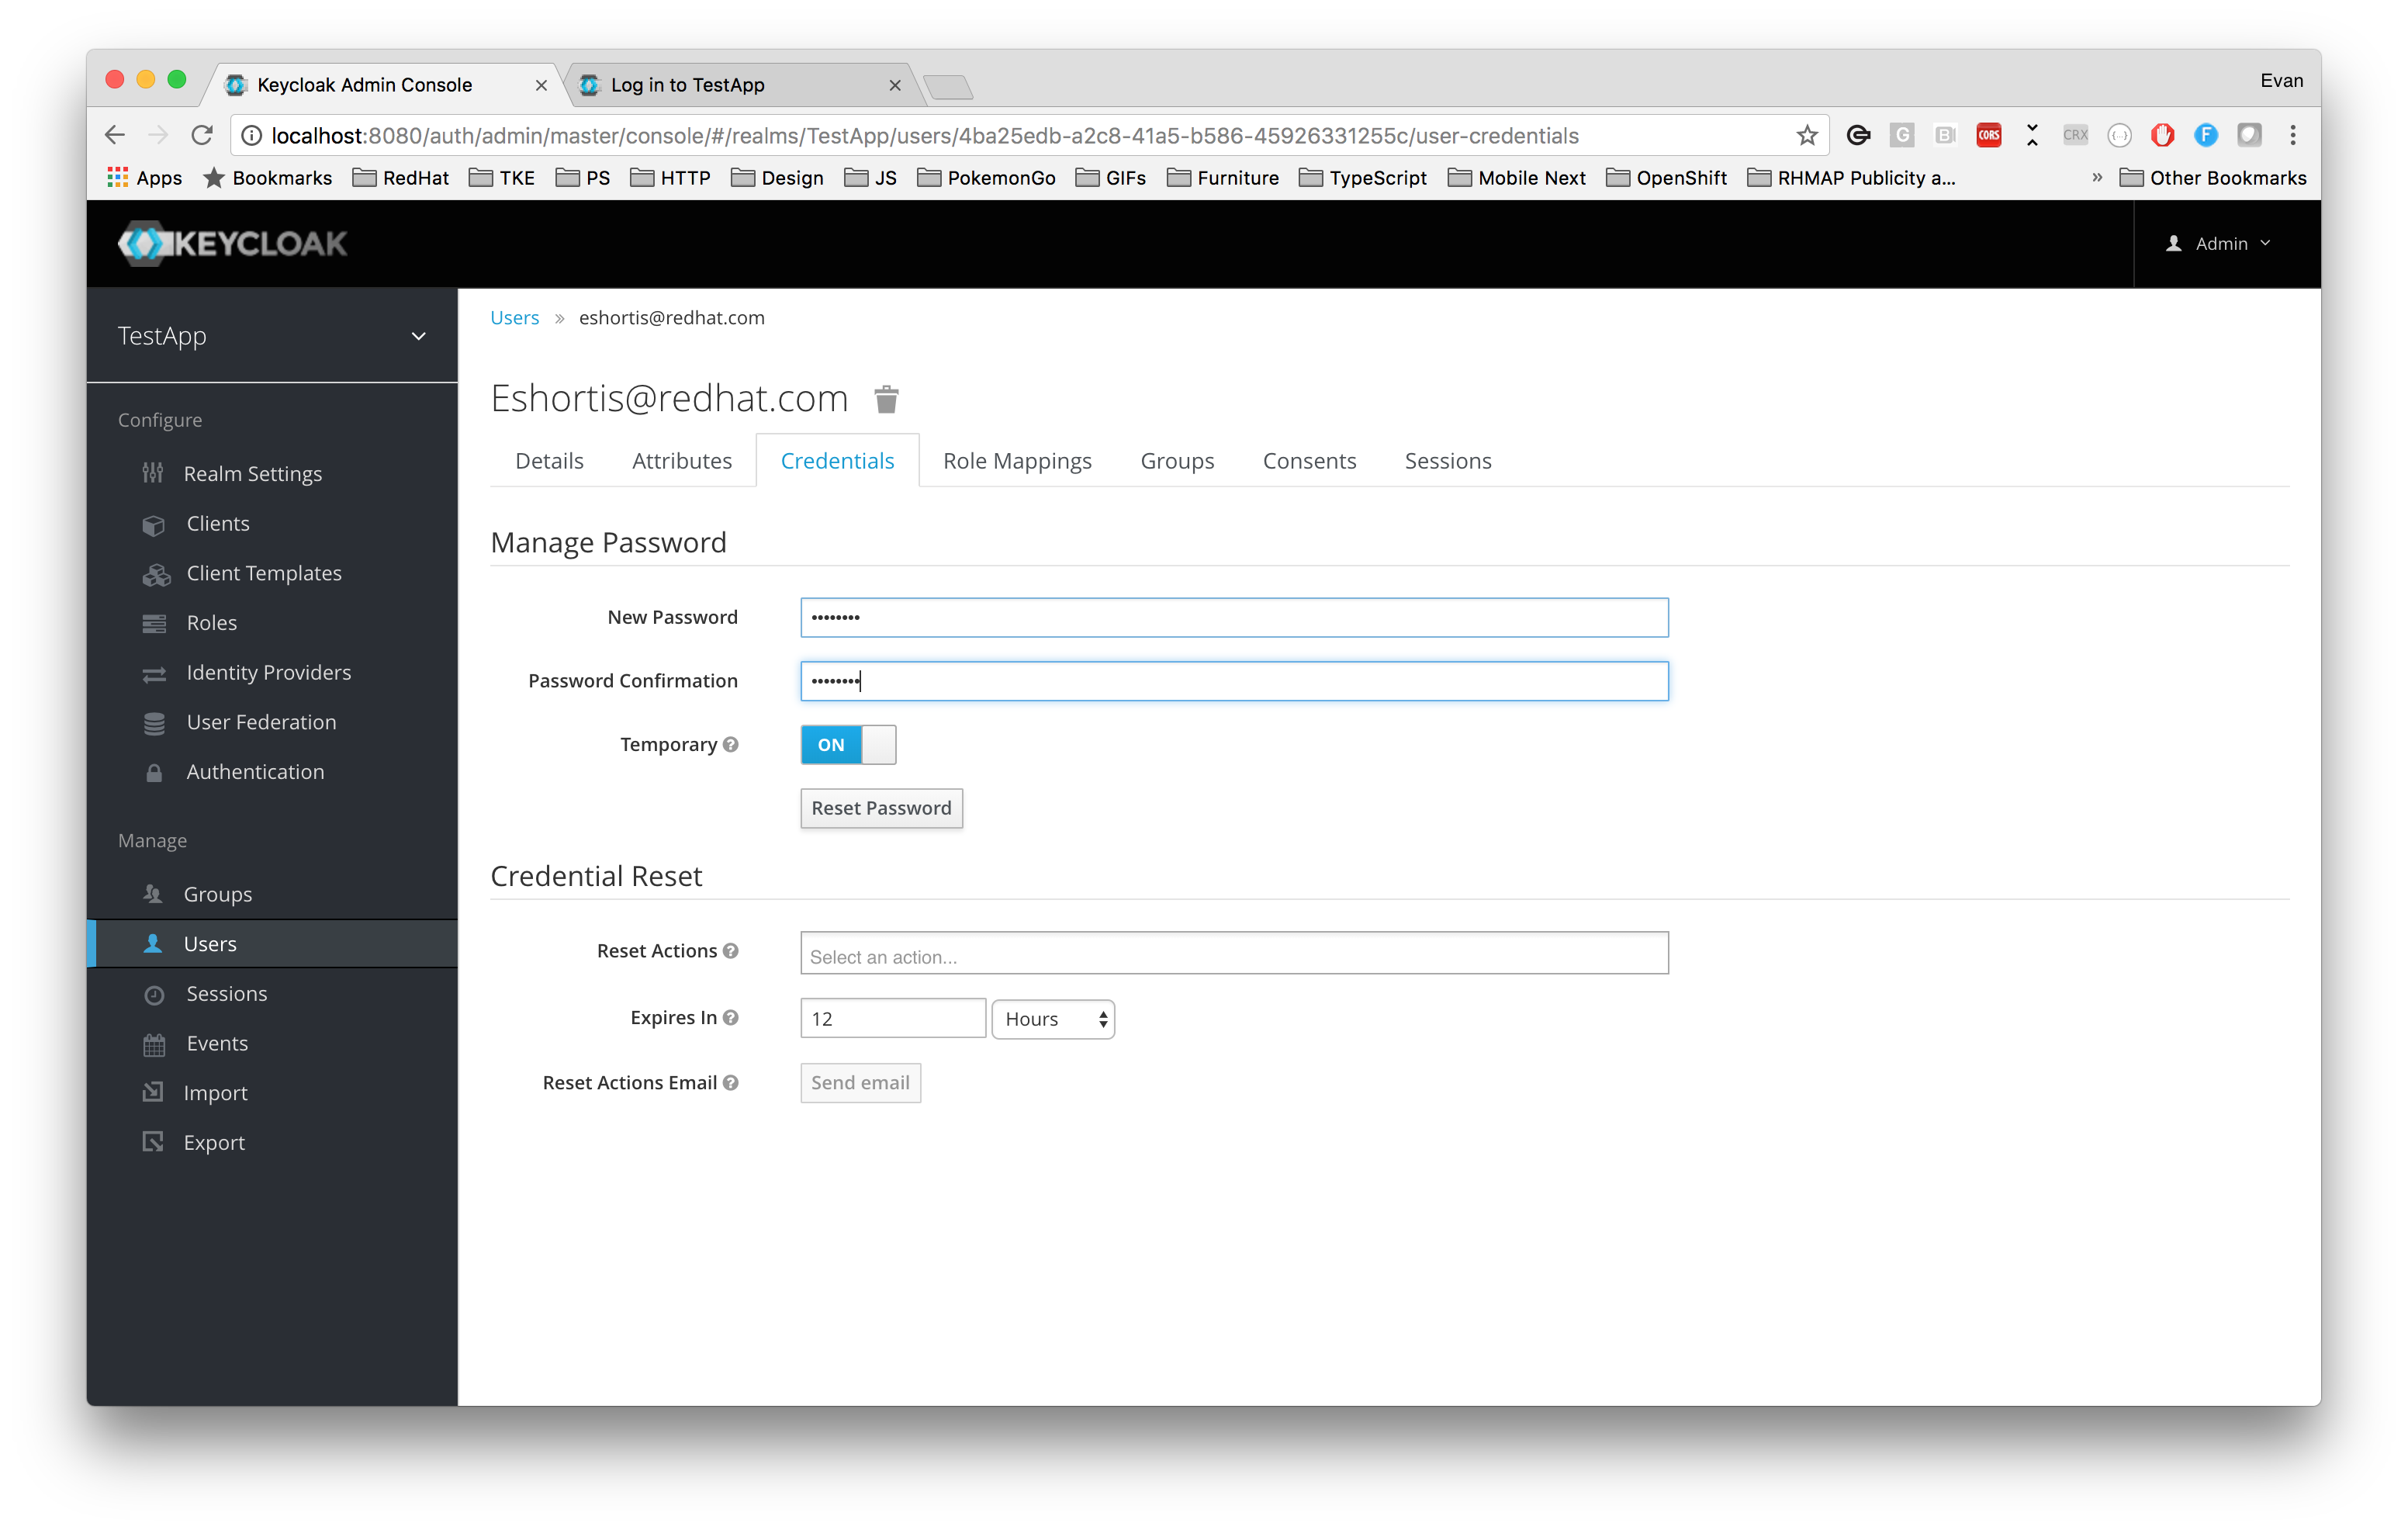 Keycloak Admin Console
Log in to TestApp
Evan
localhost:8080/auth/admin/master/console/#/realms/TestApp/users/4ba25edb-a2c8-41a5-b586-45926331255c/user-credentials
G
CORS
CRX
F
Apps Bookmarks RedHat TKE PS HTTP Design JS PokemonGo GIFs Furniture TypeScript Mobile Next OpenShift RHMAP Publicity a... » Other Bookmarks
KEYCLOAK
Admin
TestApp
Users » eshortis@redhat.com
Eshortis@redhat.com
Configure
Realm Settings
Clients
Client Templates
Roles
Identity Providers
User Federation
Authentication
Manage
Groups
Users
Sessions
Events
Import
Export
Details Attributes Credentials Role Mappings Groups Consents Sessions
Manage Password
New Password ••••••••
Password Confirmation ••••••••
Temporary ? ON
Reset Password
Credential Reset
Reset Actions ? Select an action...
Expires In ? 12 Hours
Reset Actions Email ? Send email